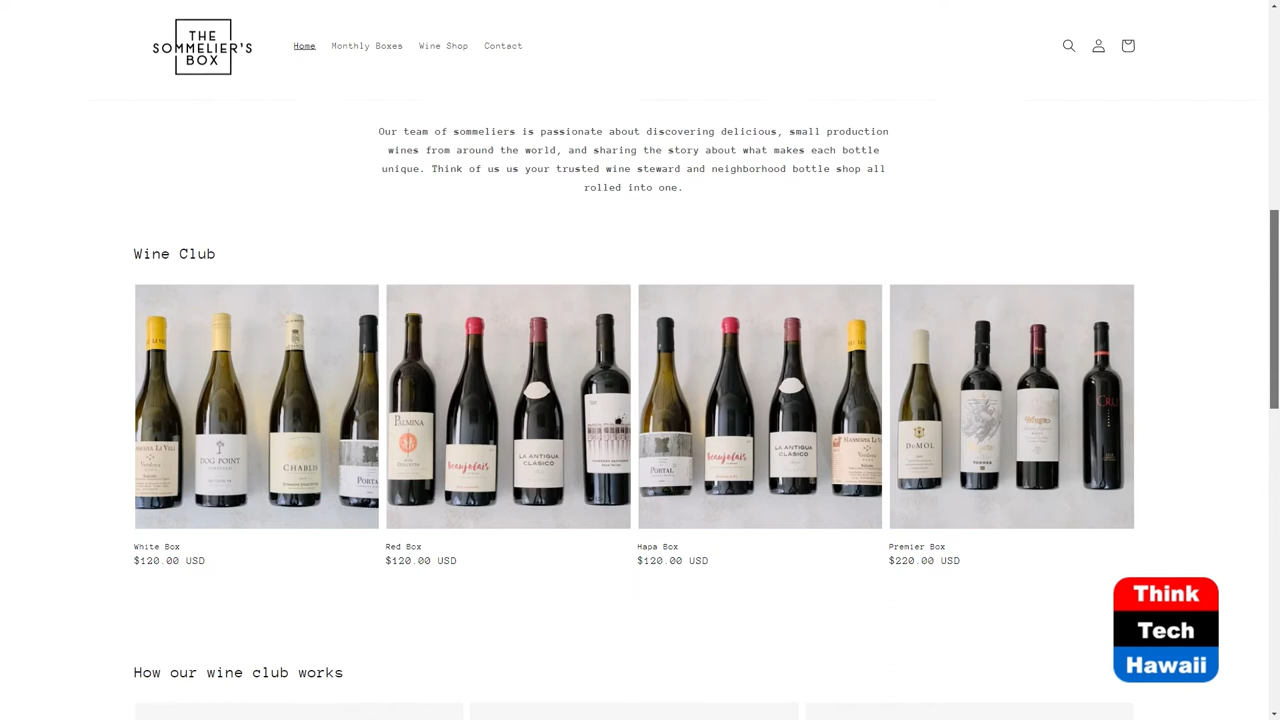 THE
SOMMELIER'S
BOX
Home
Monthly Boxes
Wine Shop
Contact
Our team of sommeliers is passionate about discovering delicious, small production
wines from around the world, and sharing the story about what makes each bottle
unique. Think of us us your trusted wine steward and neighborhood bottle shop all
rolled into one.
Wine Club
DOG POINT
CHABLIS
PORTAL
PALMINA
Beaujolais
LA ANTIGUA
CLÁSICO
PORTAL
Beaujolais
LA ANTIGUA
CLÁSICO
DuMOL
White Box
$120.00 USD
Red Box
$120.00 USD
Hapa Box
$120.00 USD
Premier Box
$220.00 USD
How our wine club works
Think
Tech
Hawaii